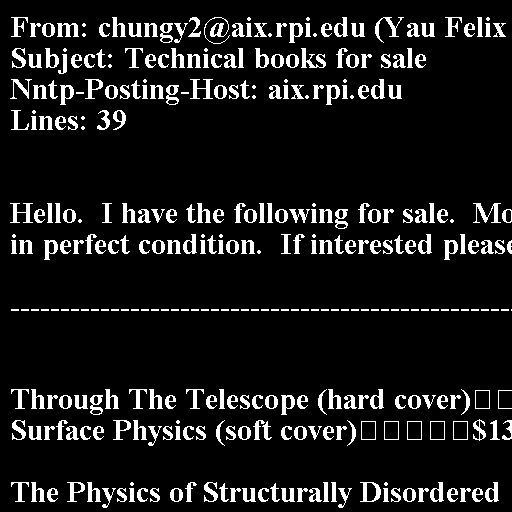 From: chungy2@aix.rpi.edu (Yau Felix
Subject: Technical books for sale
Nntp-Posting-Host: aix.rpi.edu
Lines: 39
Hello.  I have the following for sale.  Mo
in perfect condition.  If interested please
---------------------------------------------------
Through The Telescope (hard cover)□□
Surface Physics (soft cover)□□□□□$13
The Physics of Structurally Disordered